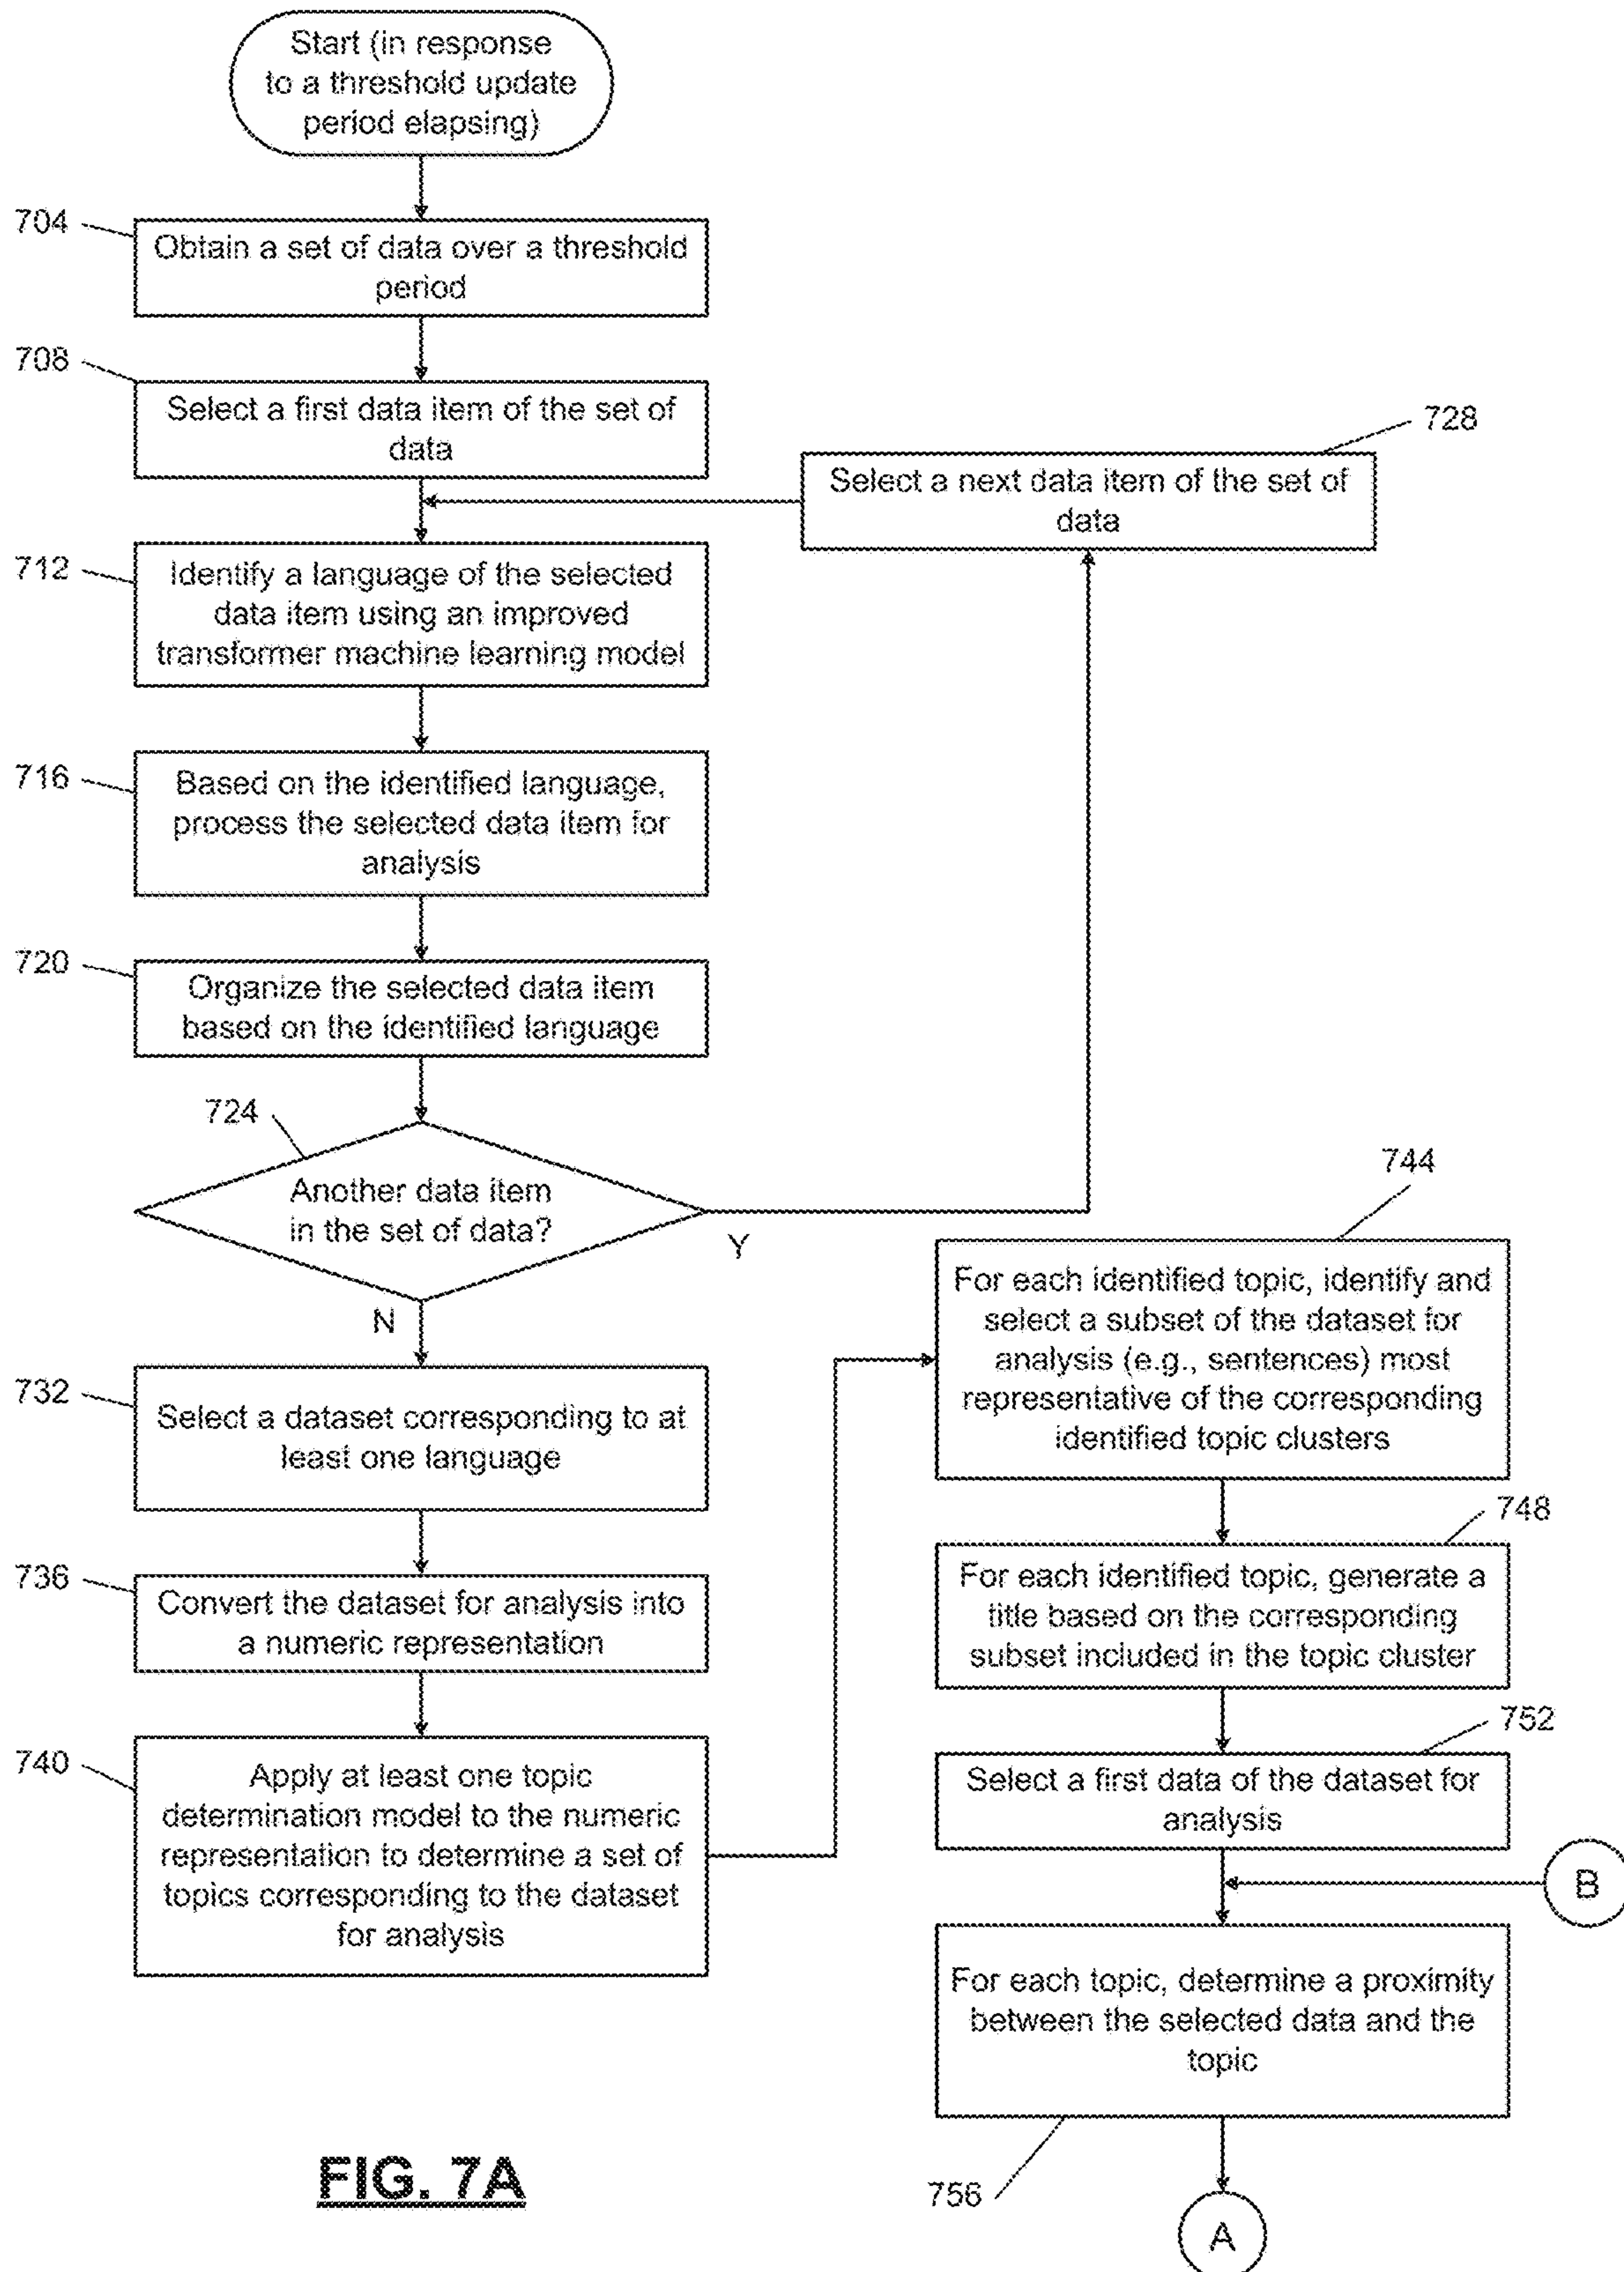 Start (in response
to a threshold update
period elapsing)
704
Obtain a set of data over a threshold
period
708
Select a first data item of the set of
data
728
Select a next data item of the set of
data
712
Identify a language of the selected
data item using an improved
transformer machine learning model
716
Based on the identified language,
process the selected data item for
analysis
720
Organize the selected data item
based on the identified language
724
Another data item
in the set of data?
Y
N
732
Select a dataset corresponding to at
least one language
736
Convert the dataset for analysis into
a numeric representation
740
Apply at least one topic
determination model to the numeric
representation to determine a set of
topics corresponding to the dataset
for analysis
744
For each identified topic, identify and
select a subset of the dataset for
analysis (e.g., sentences) most
representative of the corresponding
identified topic clusters
748
For each identified topic, generate a
title based on the corresponding
subset included in the topic cluster
752
Select a first data of the dataset for
analysis
B
For each topic, determine a proximity
between the selected data and the
topic
756
A
FIG. 7A